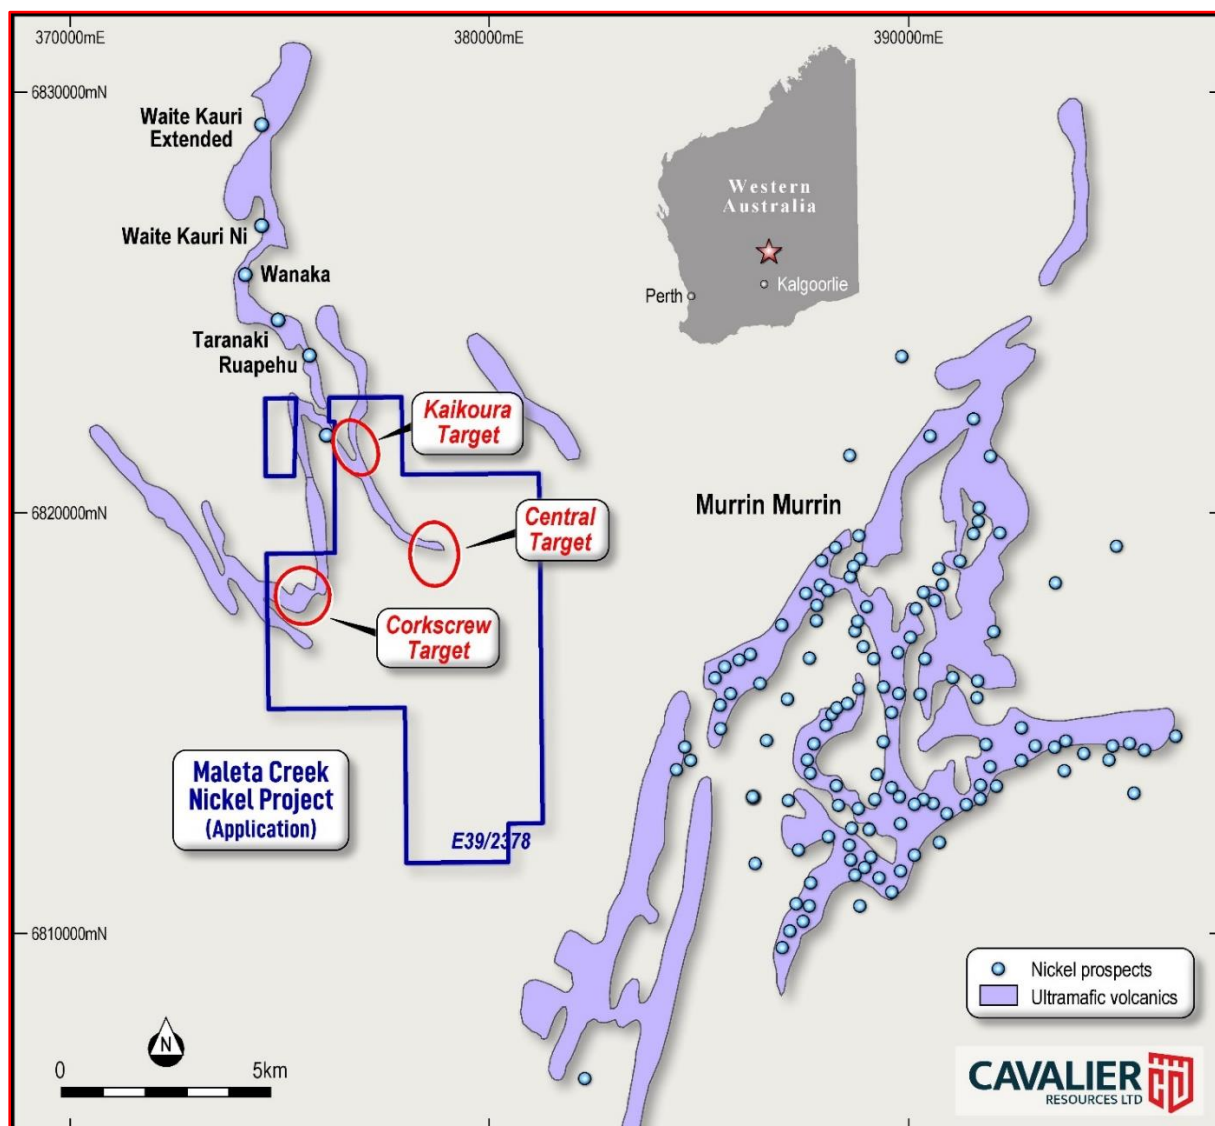 370000mE
380000mE
390000mE
6830000mN
Waite Kauri
Extended
Western
Australia
Waite Kauri Ni
Wanaka
Perth
Kalgoorlie
Taranaki
Ruapehu
Kaikoura
Target
6820000mN
Murrin Murrin
Central
Target
Corkscrew
Target
Maleta Creek
Nickel Project
(Application)
E39/2378
6810000mN
Nickel prospects
Ultramafic volcanics
N
0
5km
CAVALIER
RESOURCES LTD